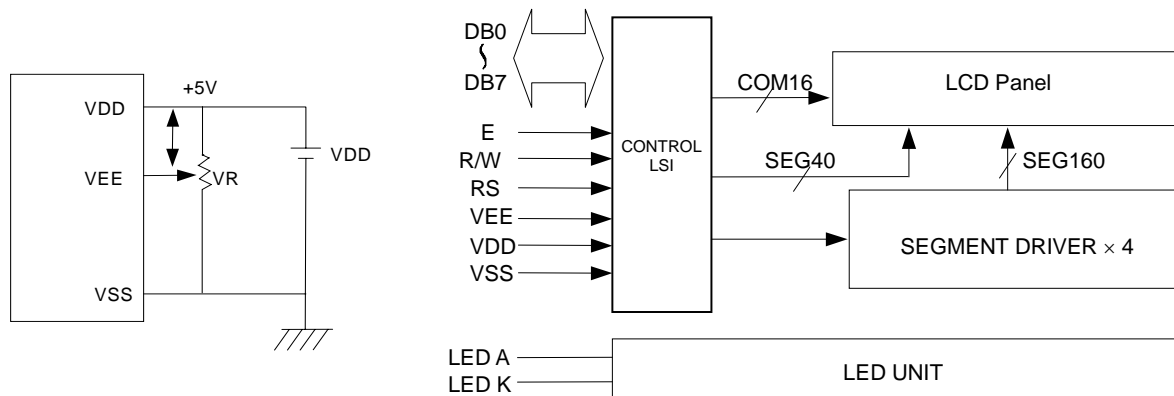 +5V
VDD
VDD
VEE
VR
VSS
DB0
DB7
E
R/W
RS
VEE
VDD
VSS
CONTROL
LSI
COM16
LCD Panel
SEG40
SEG160
SEGMENT DRIVER × 4
LED A
LED K
LED UNIT